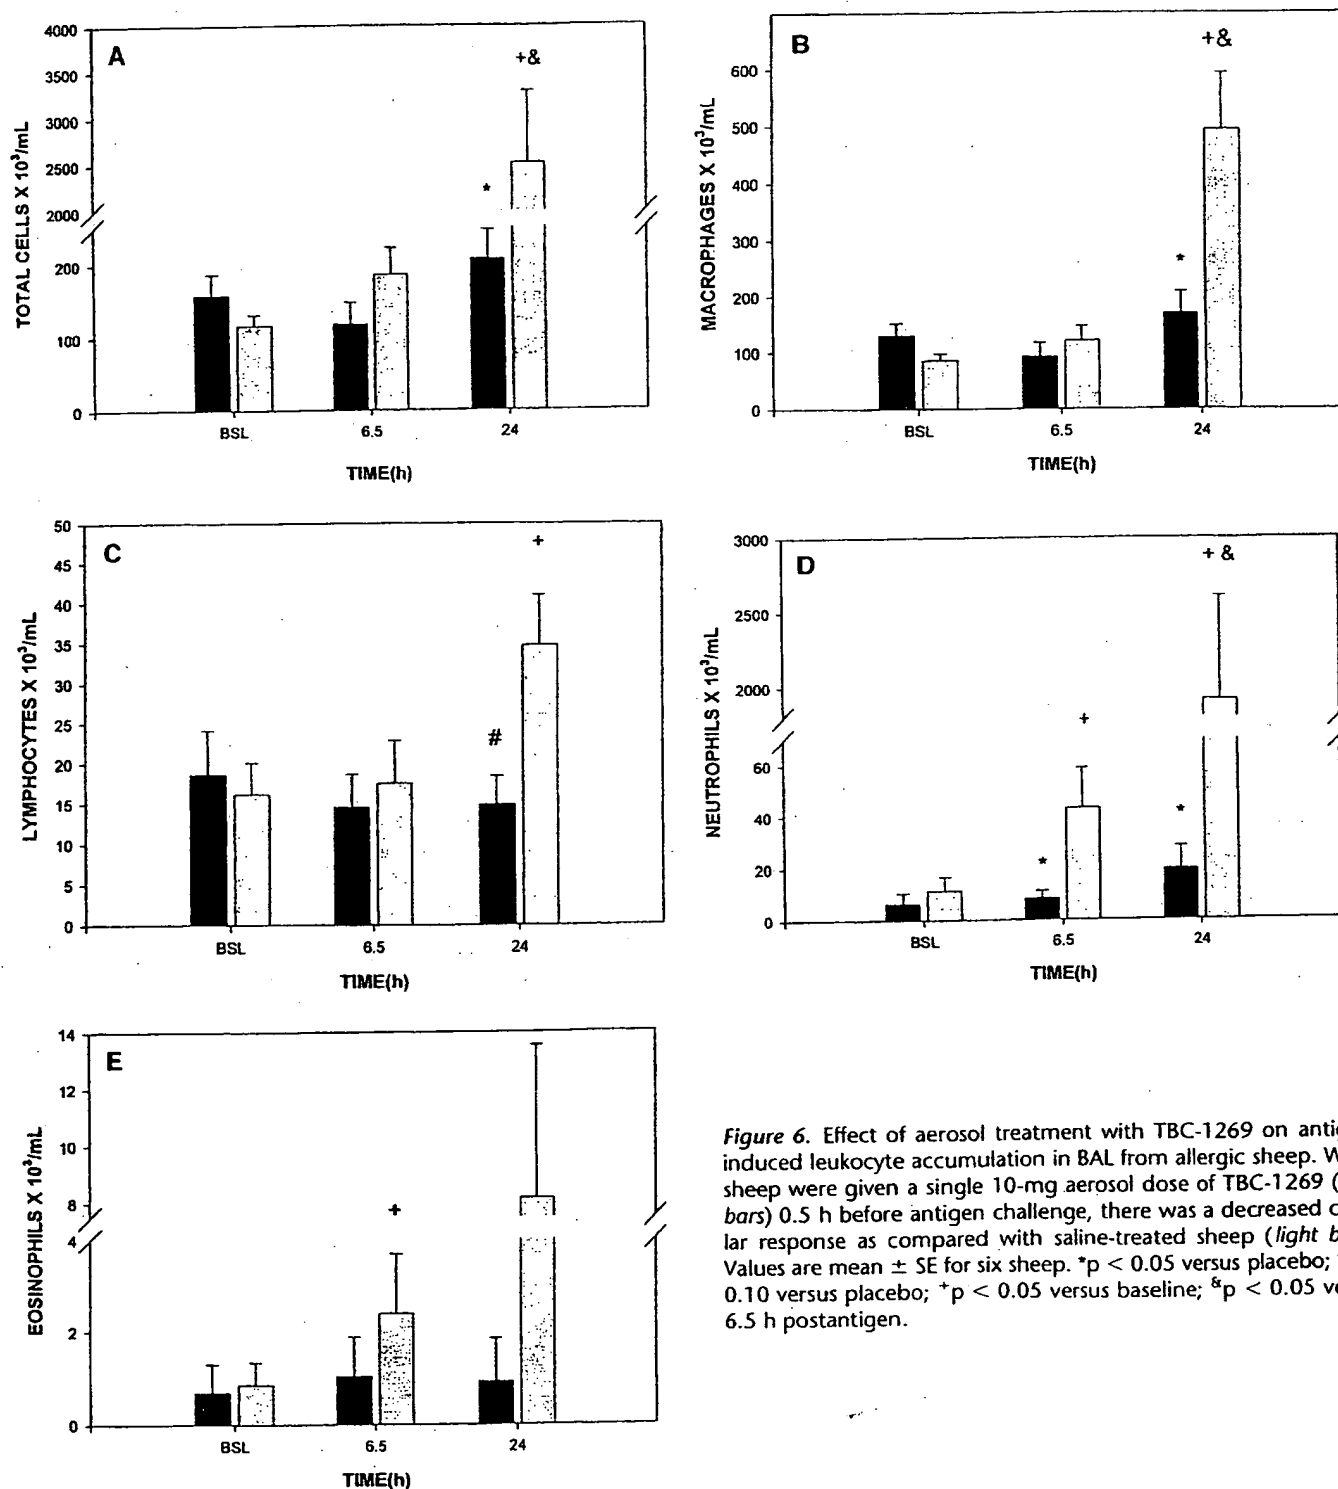 A
+&
4000
3500
3000
2500
2000
200
100
0
*
TOTAL CELLS X 10³/mL
BSL 6.5 24
TIME(h)
B
+&
600
500
400
300
200
100
0
*
MACROPHAGES X 10³/mL
BSL 6.5 24
TIME(h)
C
+
50
45
40
35
30
25
20
15
10
5
0
#
LYMPHOCYTES X 10³/mL
BSL 6.5 24
TIME(h)
D
+ &
3000
2500
2000
60
40
20
0
+
*
*
NEUTROPHILS X 10³/mL
BSL 6.5 24
TIME(h)
E
14
12
10
8
4
2
0
+
EOSINOPHILS X 10³/mL
BSL 6.5 24
TIME(h)
Figure 6. Effect of aerosol treatment with TBC-1269 on
induced leukocyte accumulation in BAL from allergic sheep.
sheep were given a single 10-mg aerosol dose of TBC-1269 (
bars) 0.5 h before antigen challenge, there was a decreased
lar response as compared with saline-treated sheep (light
Values are mean ± SE for six sheep. *p < 0.05 versus placebo;
0.10 versus placebo; +p < 0.05 versus baseline; &p < 0.05
6.5 h postantigen.